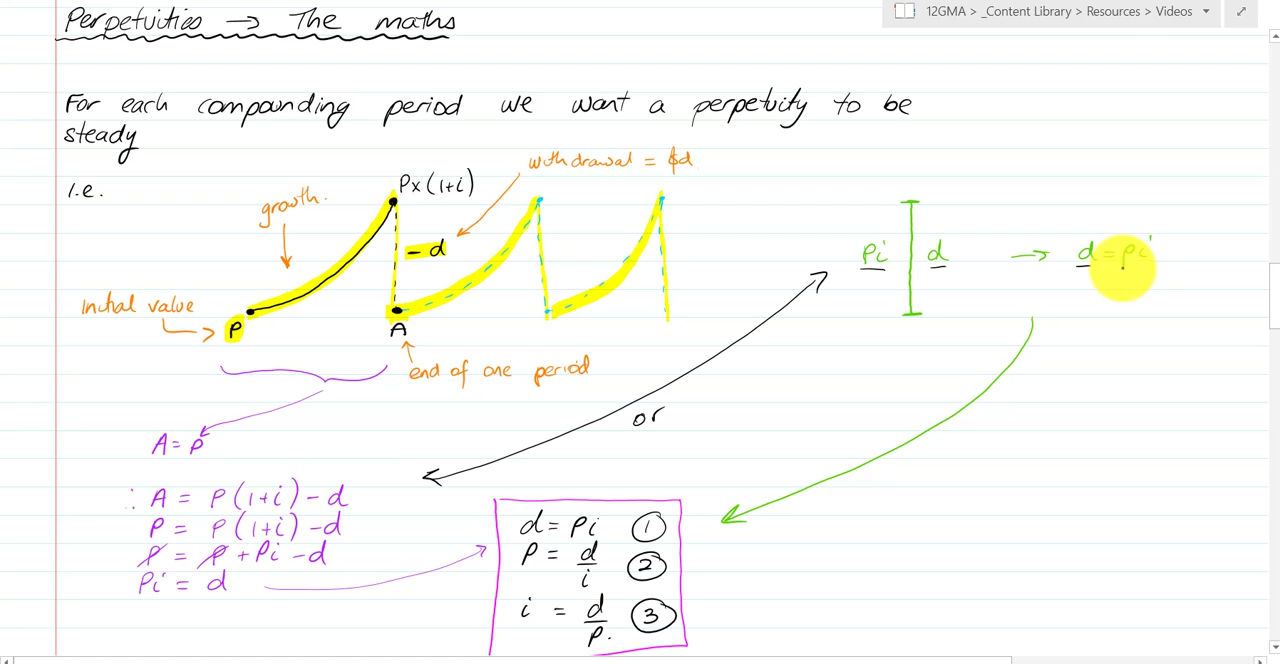 Perpetuities → The maths
12GMA > _Content Library > Resources > Videos
For each compounding period we want a perpetuity to be
steady
i.e.
withdrawal = $d
P×(1+i)
growth.
- d
Pi | d → d = Pi
Initial value
P
A
end of one period
or
A = P
∴ A = P(1+i) - d
P = P(1+i) - d
P = P + Pi - d
Pi = d
d = Pi ①
P = d/i ②
i = d/P. ③